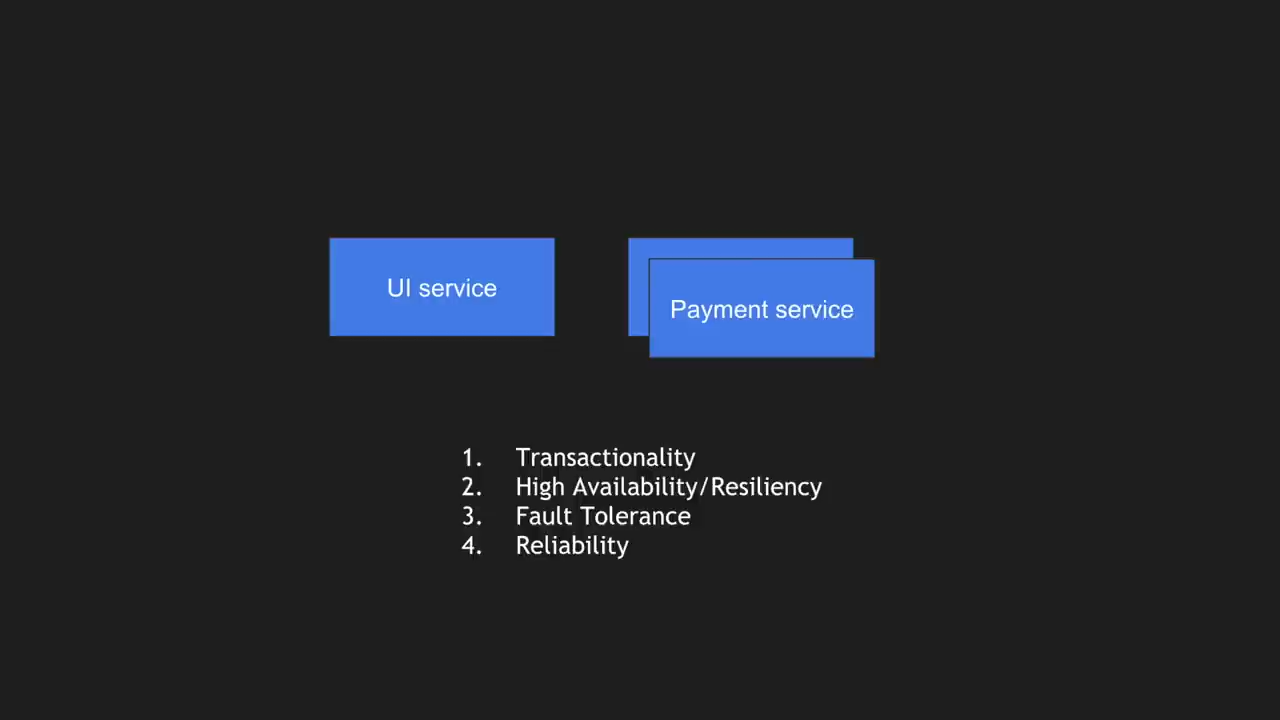 UI service
Payment service
1. Transactionality
2. High Availability/Resiliency
3. Fault Tolerance
4. Reliability